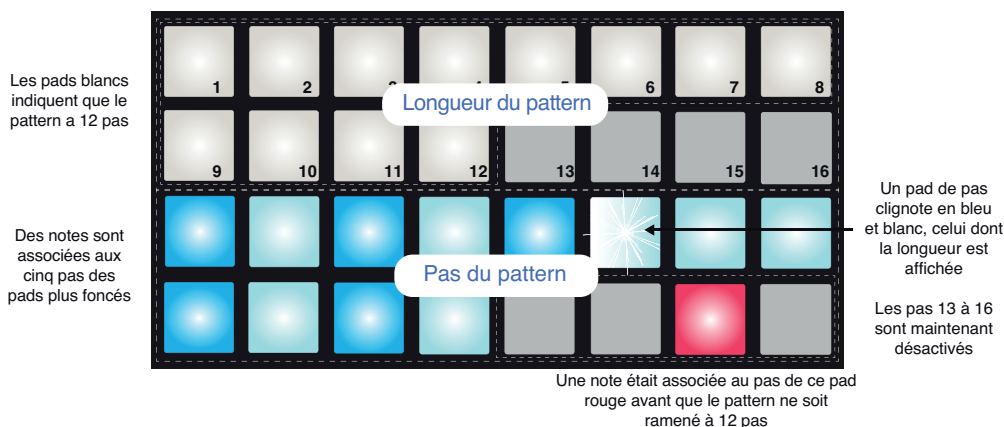 1 2 3 4 5 6 7 8
Longueur du pattern
9 10 11 12 13 14 15 16
Les pads blancs
indiquent que le
pattern a 12 pas
Des notes sont
associées aux
cinq pas des
pads plus foncés
Pas du pattern
Un pad de pas
clignote en bleu
et blanc, celui dont
la longueur est
affichée
Les pas 13 à 16
sont maintenant
désactivés
Une note était associée au pas de ce pad
rouge avant que le pattern ne soit
ramené à 12 pas